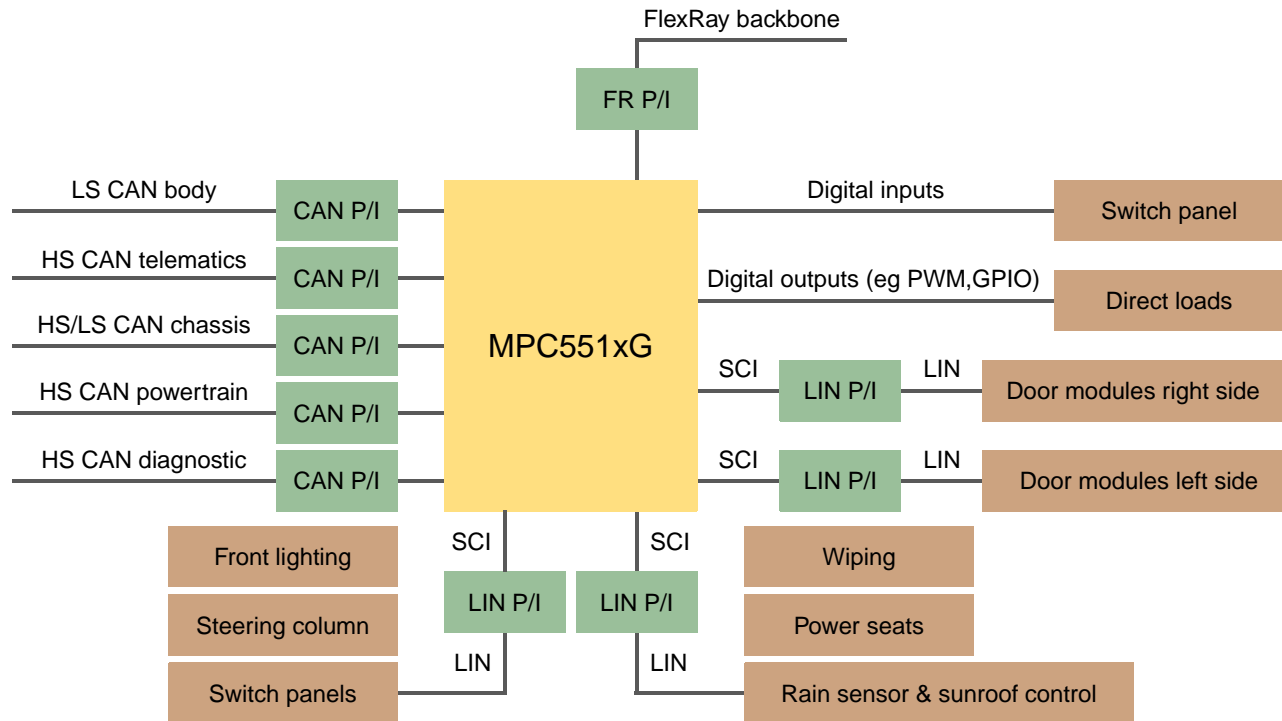 FlexRay backbone
FR P/I
LS CAN body
CAN P/I
Digital inputs
Switch panel
HS CAN telematics
CAN P/I
Digital outputs (eg PWM,GPIO)
Direct loads
HS/LS CAN chassis
CAN P/I
MPC551xG
SCI
LIN P/I
LIN
Door modules right side
HS CAN powertrain
CAN P/I
HS CAN diagnostic
CAN P/I
SCI
LIN P/I
LIN
Door modules left side
Front lighting
SCI
SCI
Wiping
Steering column
LIN P/I
LIN P/I
Power seats
Switch panels
LIN
LIN
Rain sensor & sunroof control